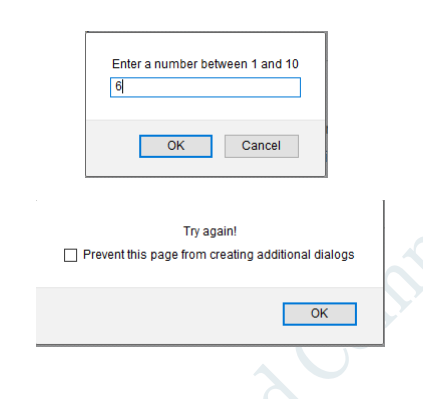 Enter a number between 1 and 10
6
OK Cancel
Try again!
Prevent this page from creating additional dialogs
OK